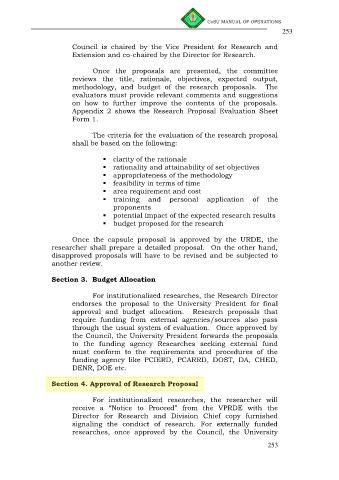 CvSU MANUAL OF OPERATIONS
253
Council is chaired by the Vice President for Research and
Extension and co-chaired by the Director for Research.
Once the proposals are presented, the committee
reviews the title, rationale, objectives, expected output,
methodology, and budget of the research proposals. The
evaluators must provide relevant comments and suggestions
on how to further improve the contents of the proposals.
Appendix 2 shows the Research Proposal Evaluation Sheet
Form 1.
The criteria for the evaluation of the research proposal
shall be based on the following:
▪ clarity of the rationale
▪ rationality and attainability of set objectives
▪ appropriateness of the methodology
▪ feasibility in terms of time
▪ area requirement and cost
▪ training and personal application of the
proponents
▪ potential impact of the expected research results
▪ budget proposed for the research
Once the capsule proposal is approved by the URDE, the
researcher shall prepare a detailed proposal. On the other hand,
disapproved proposals will have to be revised and be subjected to
another review.
Section 3. Budget Allocation
For institutionalized researches, the Research Director
endorses the proposal to the University President for final
approval and budget allocation. Research proposals that
require funding from external agencies/sources also pass
through the usual system of evaluation. Once approved by
the Council, the University President forwards the proposals
to the funding agency Researches seeking external fund
must conform to the requirements and procedures of the
funding agency like PCIERD, PCARRD, DOST, DA, CHED,
DENR, DOE etc.
Section 4. Approval of Research Proposal
For institutionalized researches, the researcher will
receive a "Notice to Proceed" from the VPRDE with the
Director for Research and Division Chief copy furnished
signaling the conduct of research. For externally funded
researches, once approved by the Council, the University
253